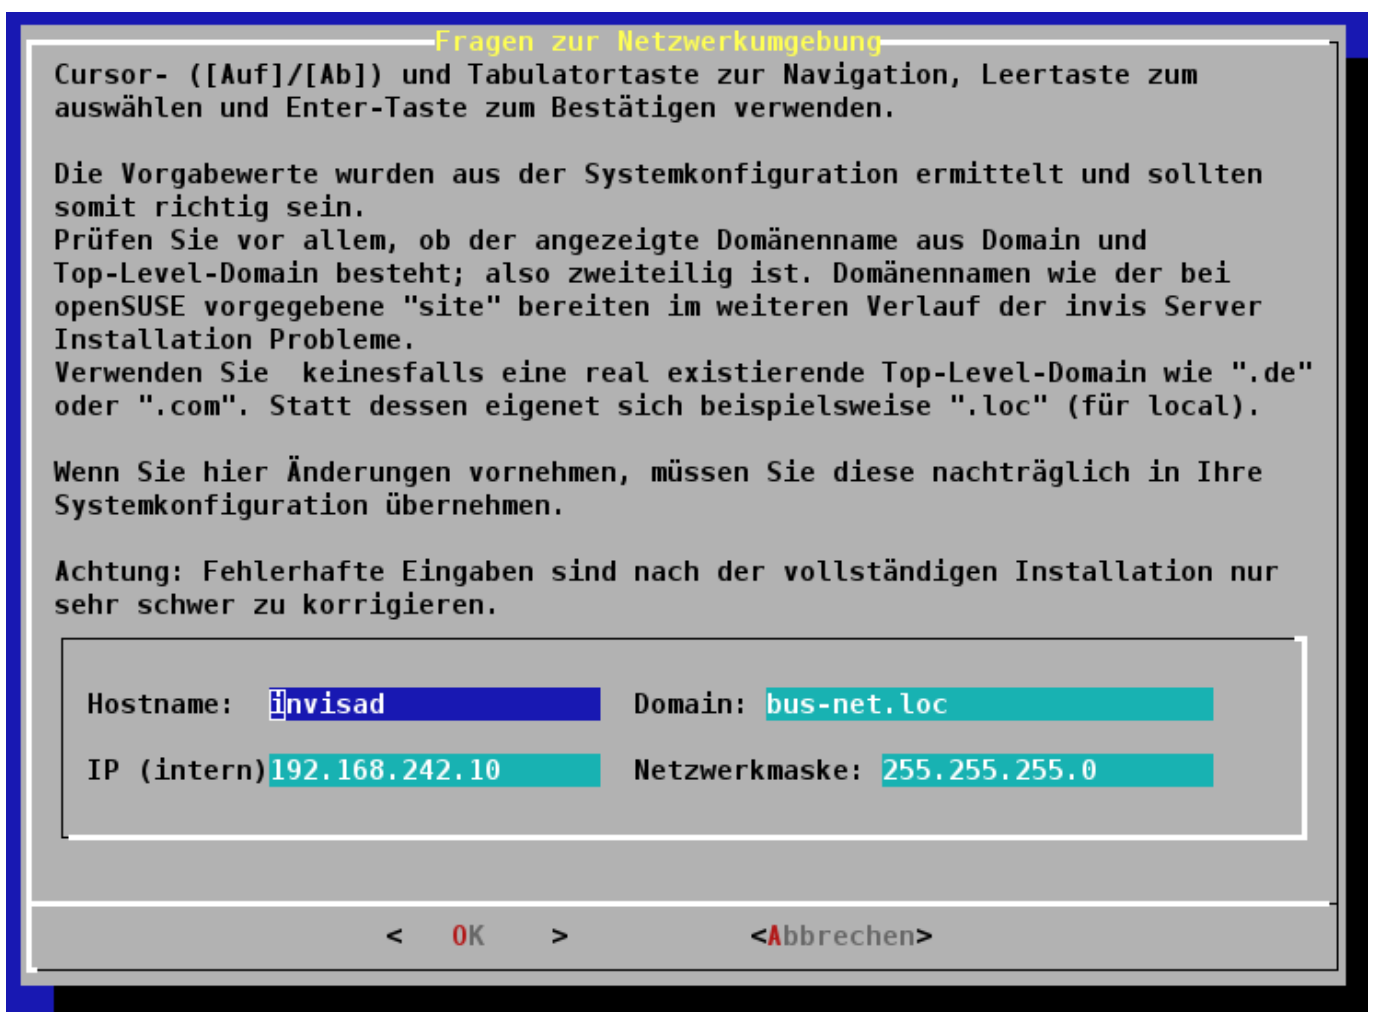 Fragen zur Netzwerkumgebung
Cursor- ([Auf]/[Ab]) und Tabulatortaste zur Navigation, Leertaste zum
auswählen und Enter-Taste zum Bestätigen verwenden.
Die Vorgabewerte wurden aus der Systemkonfiguration ermittelt und sollten
somit richtig sein.
Prüfen Sie vor allem, ob der angezeigte Domänenname aus Domain und
Top-Level-Domain besteht; also zweiteilig ist. Domänennamen wie der bei
openSUSE vorgegebene "site" bereiten im weiteren Verlauf der invis Server
Installation Probleme.
Verwenden Sie  keinesfalls eine real existierende Top-Level-Domain wie ".de"
oder ".com". Statt dessen eigenet sich beispielsweise ".loc" (für local).
Wenn Sie hier Änderungen vornehmen, müssen Sie diese nachträglich in Ihre
Systemkonfiguration übernehmen.
Achtung: Fehlerhafte Eingaben sind nach der vollständigen Installation nur
sehr schwer zu korrigieren.
Hostname: invisad Domain: bus-net.loc
IP (intern)192.168.242.10 Netzwerkmaske: 255.255.255.0
< OK > <Abbrechen>